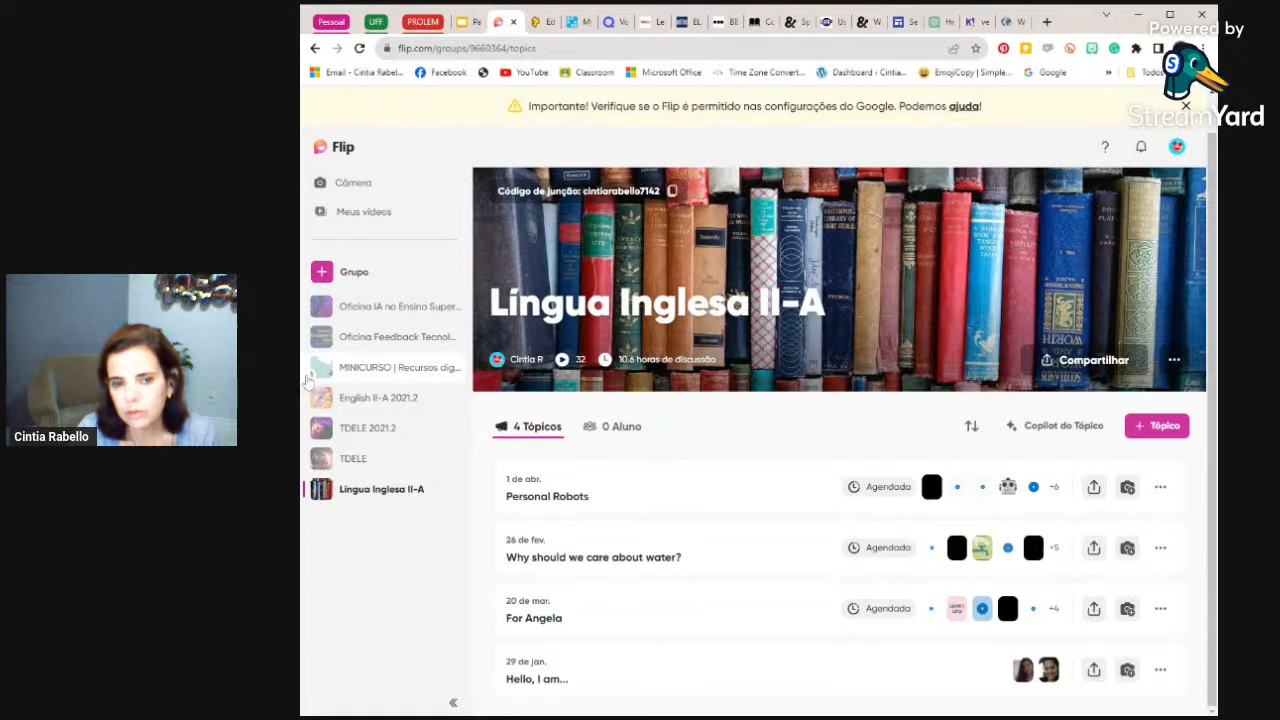 Pessoal
UFF
PROLEM
flip.com/groups/9660364/topics
Email - Cintia Rabel...
Facebook
YouTube
Classroom
Microsoft Office
Time Zone Convert...
Dashboard ‹ Cintia...
EmojiCopy | Simple...
Google
»
Todos
Powered by
StreamYard
Importante! Verifique se o Flip é permitido nas configurações do Google. Podemos ajuda!
Flip
Câmera
Meus vídeos
Grupo
Oficina IA no Ensino Super...
Oficina Feedback Tecnol...
MINICURSO | Recursos dig...
English II-A 2021.2
TDELE 2021.2
TDELE
Língua Inglesa II-A
Código de junção: cintiarabello7142
Língua Inglesa II-A
Cintia R
32
10.6 horas de discussão
Compartilhar
4 Tópicos
0 Aluno
Copilot do Tópico
+ Tópico
1 de abr.
Personal Robots
Agendada
+6
26 de fev.
Why should we care about water?
Agendada
+5
20 de mar.
For Angela
Agendada
+4
29 de jan.
Hello, I am...
Cintia Rabello